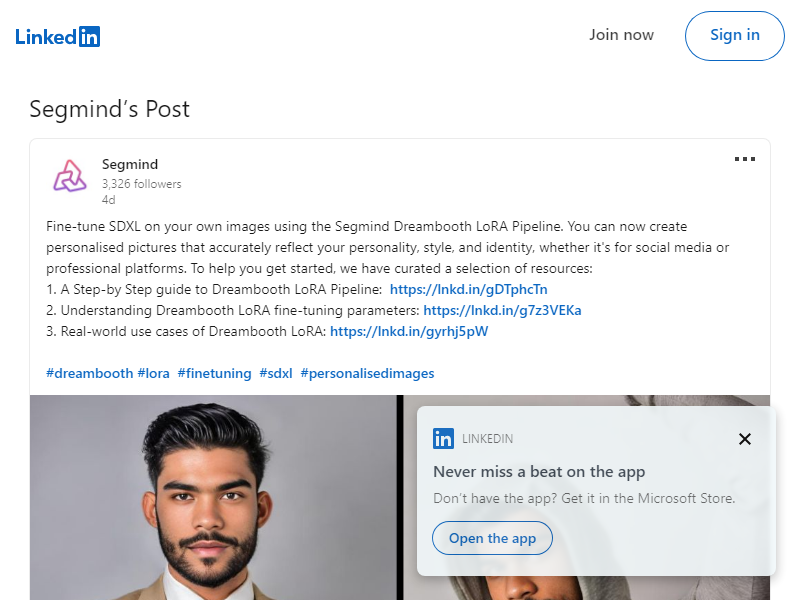 LinkedIn
Join now
Sign in
Segmind's Post
Segmind
3,326 followers
4d
Fine-tune SDXL on your own images using the Segmind Dreambooth LoRA Pipeline. You can now create
personalised pictures that accurately reflect your personality, style, and identity, whether it's for social media or
professional platforms. To help you get started, we have curated a selection of resources:
1. A Step-by Step guide to Dreambooth LoRA Pipeline: https://lnkd.in/gDTphcTn
2. Understanding Dreambooth LoRA fine-tuning parameters: https://lnkd.in/g7z3VEKa
3. Real-world use cases of Dreambooth LoRA: https://lnkd.in/gyrhj5pW
#dreambooth #lora #finetuning #sdxl #personalisedimages
in LINKEDIN
Never miss a beat on the app
Don't have the app? Get it in the Microsoft Store.
Open the app